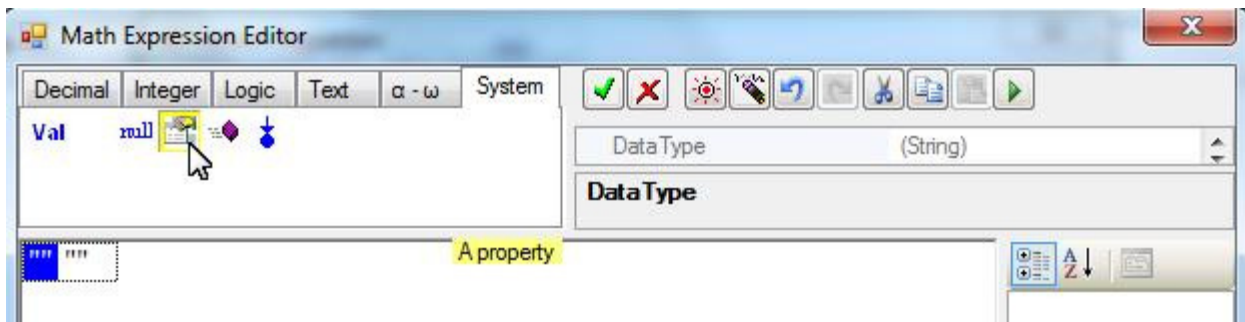 Math Expression Editor
Decimal Integer Logic Text α - ω System
Val null
DataType (String)
DataType
"" "" A property
A Z